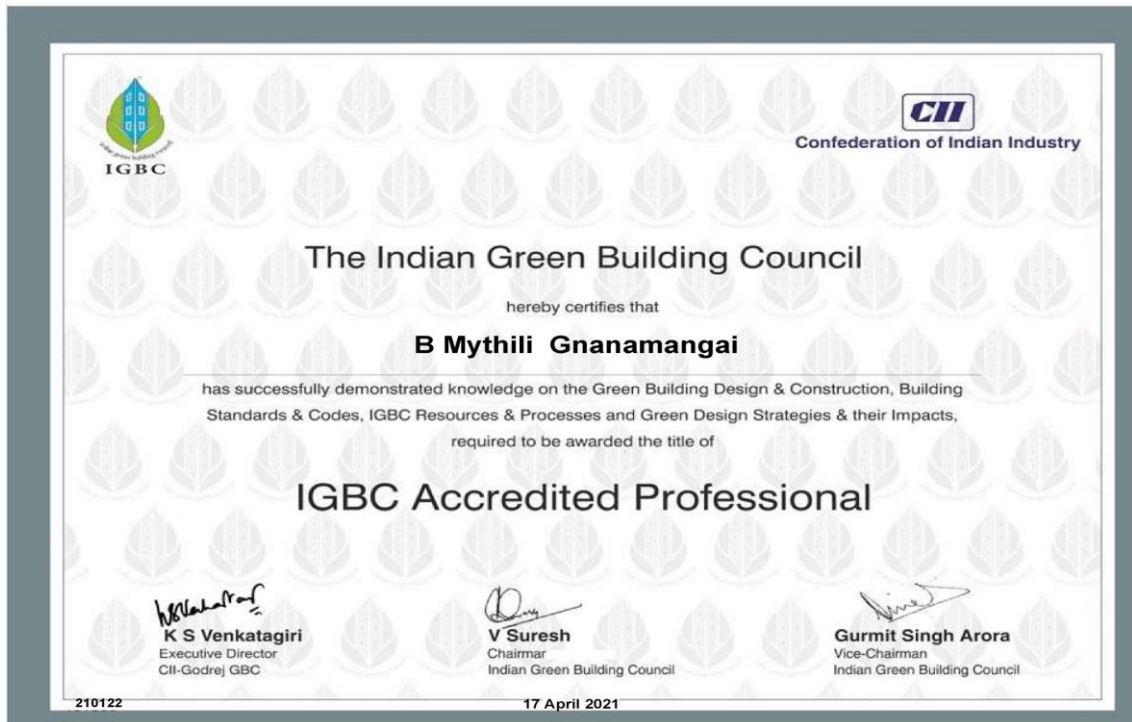 IGBC
CII
Confederation of Indian Industry
The Indian Green Building Council
hereby certifies that
B Mythili Gnanamangai
has successfully demonstrated knowledge on the Green Building Design & Construction, Building
Standards & Codes, IGBC Resources & Processes and Green Design Strategies & their Impacts,
required to be awarded the title of
IGBC Accredited Professional
K S Venkatagiri
Executive Director
CII-Godrej GBC
V Suresh
Chairmar
Indian Green Building Council
Gurmit Singh Arora
Vice-Chairman
Indian Green Building Council
210122
17 April 2021